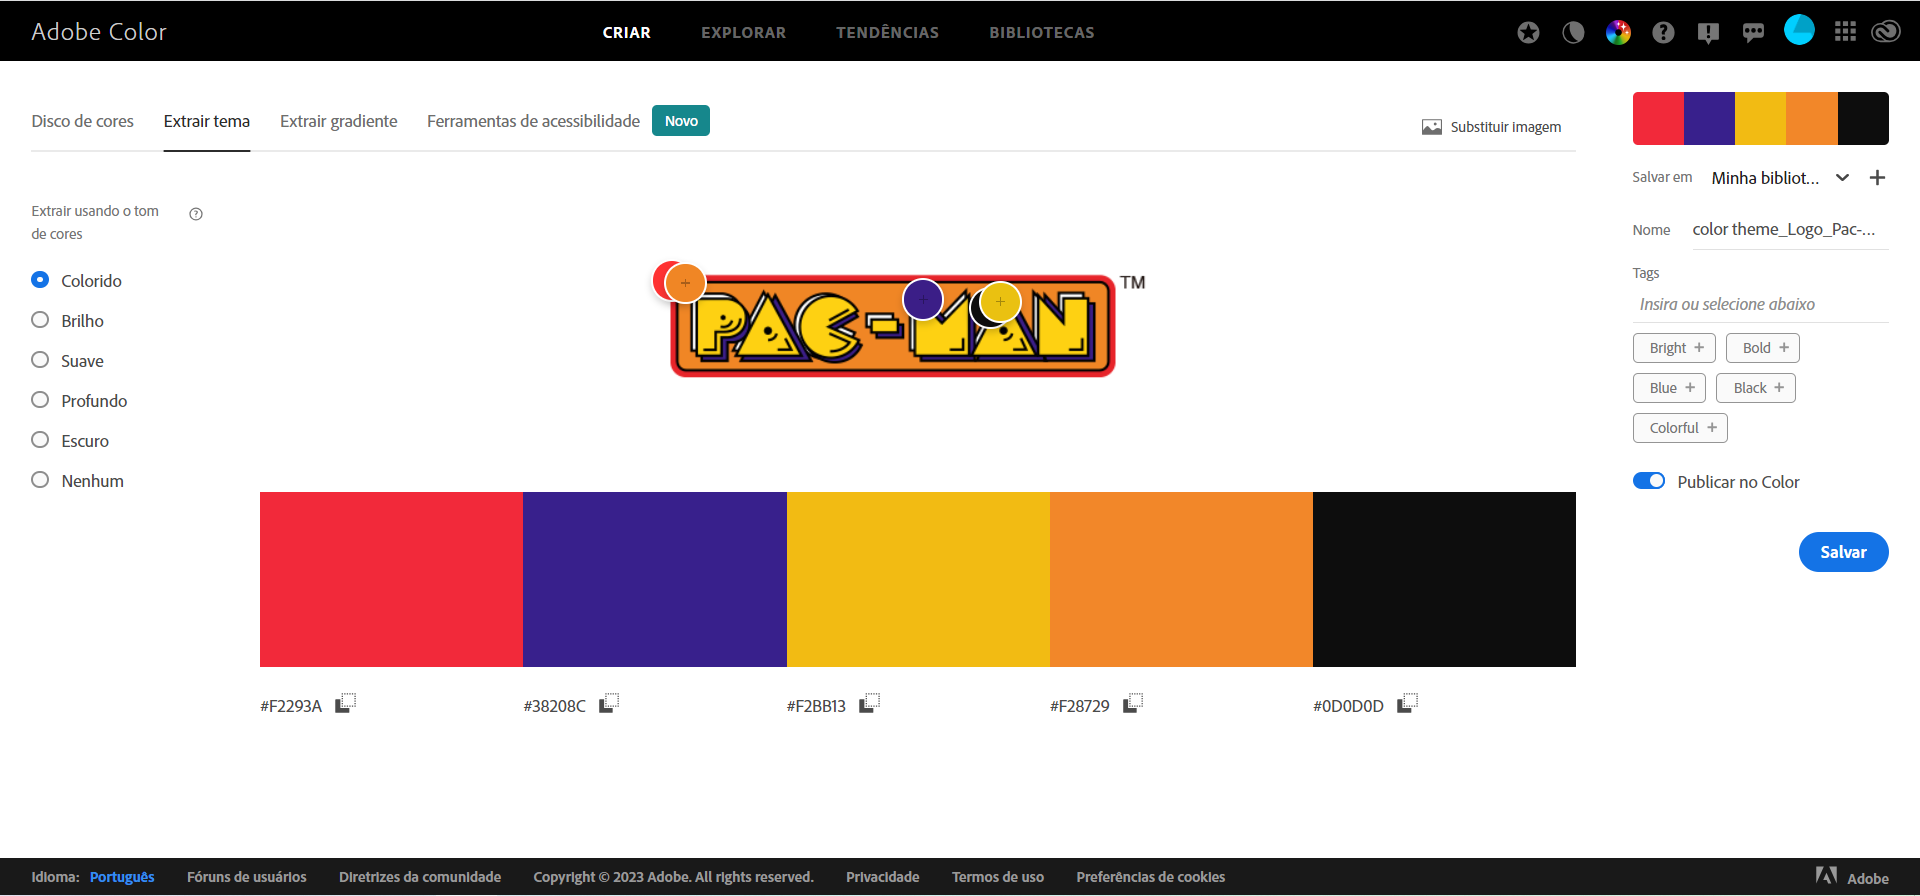 Adobe Color
CRIAR
EXPLORAR
TENDÊNCIAS
BIBLIOTECAS
Disco de cores
Extrair tema
Extrair gradiente
Ferramentas de acessibilidade
Novo
Substituir imagem
Extrair usando o tom
de cores
Colorido
Brilho
Suave
Profundo
Escuro
Nenhum
PAC-MAN
TM
#F2293A
#38208C
#F2BB13
#F28729
#0D0D0D
Salvar em
Minha bibliot...
Nome
color theme_Logo_Pac-...
Tags
Insira ou selecione abaixo
Bright +
Bold +
Blue +
Black +
Colorful +
Publicar no Color
Salvar
Idioma: Português
Fóruns de usuários
Diretrizes da comunidade
Copyright © 2023 Adobe. All rights reserved.
Privacidade
Termos de uso
Preferências de cookies
Adobe